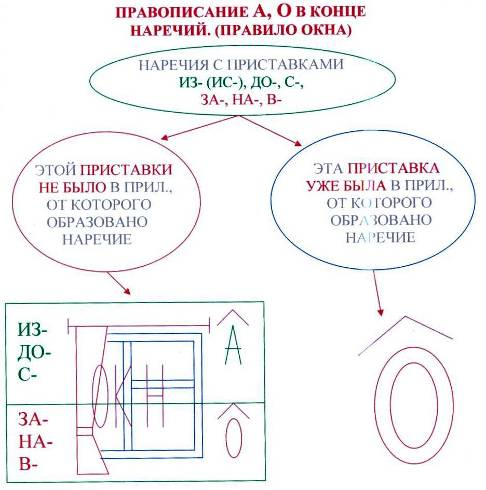 ПРАВОПИСАНИЕ А, О В КОНЦЕ
НАРЕЧИЙ. (ПРАВИЛО ОКНА)
НАРЕЧИЯ С ПРИСТАВКАМИ
ИЗ- (ИС-), ДО-, С-,
ЗА-, НА-, В-
ЭТОЙ ПРИСТАВКИ
НЕ БЫЛО В ПРИЛ.,
ОТ КОТОРОГО
ОБРАЗОВАНО
НАРЕЧИЕ
ЭТА ПРИСТАВКА
УЖЕ БЫЛА В ПРИЛ.,
ОТ КОТОРОГО
ОБРАЗОВАНО
НАРЕЧИЕ
ИЗ-
ДО-
С-
А
ОКН
ЗА-
НА-
В-
О
О